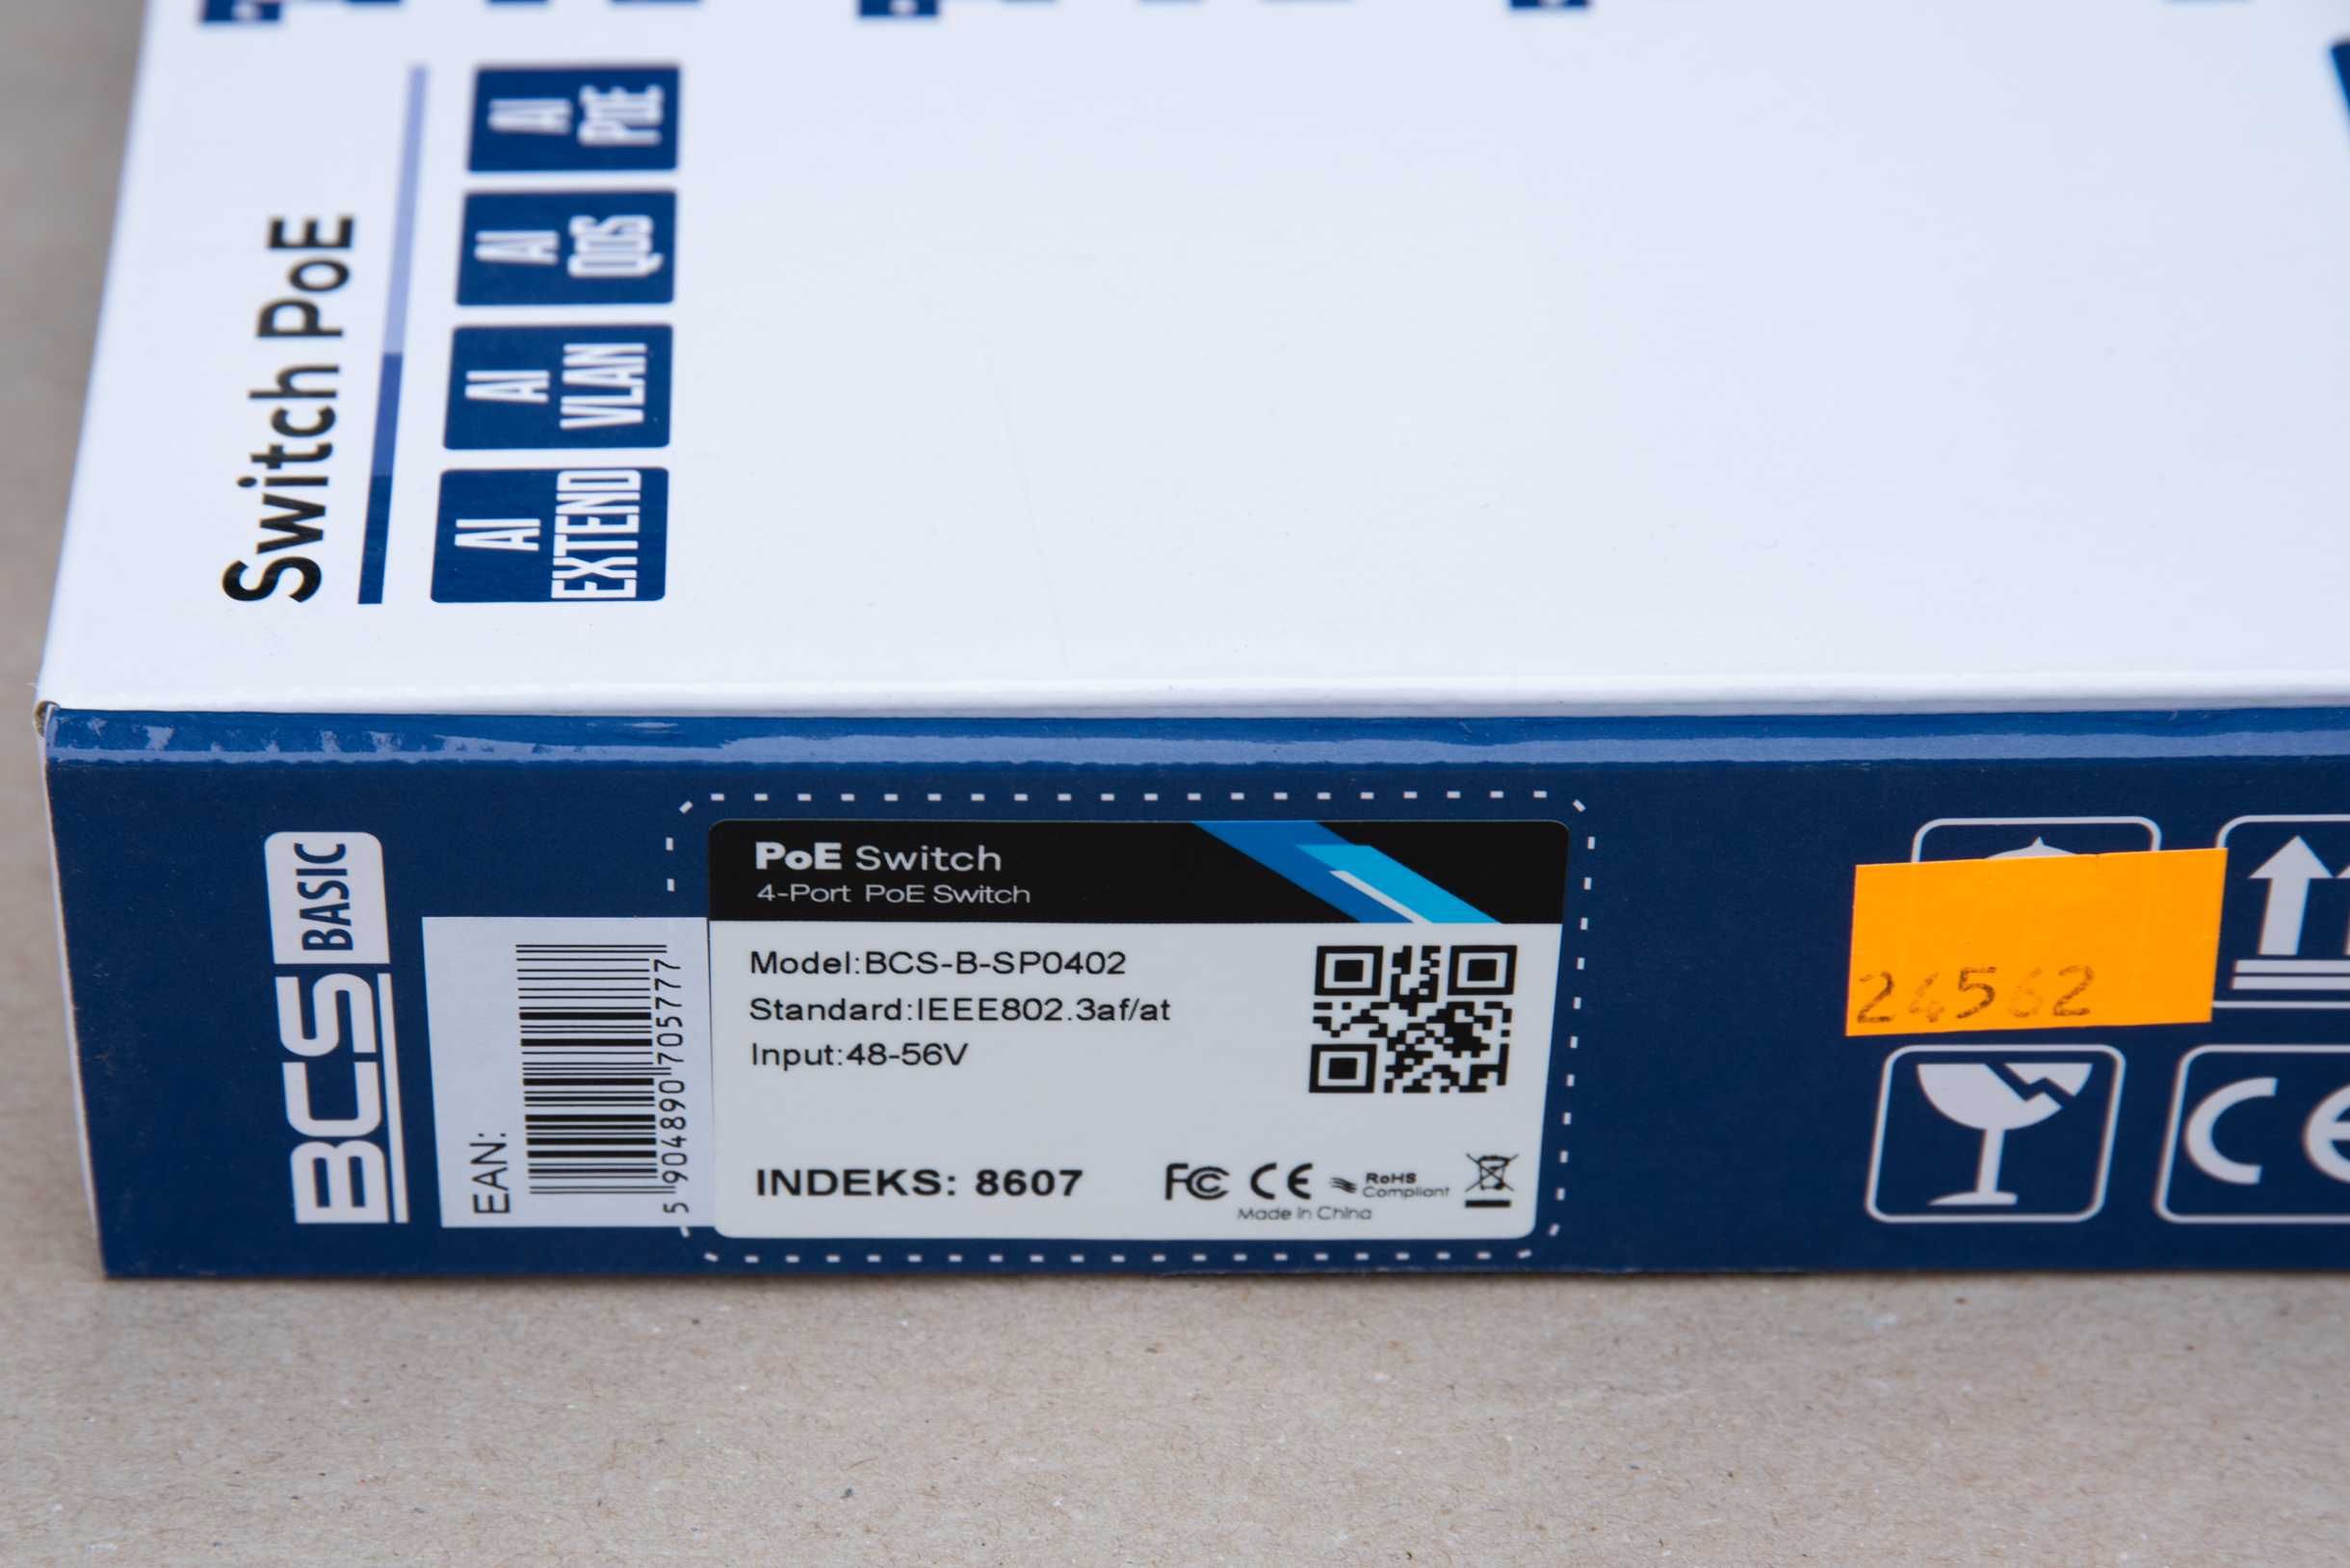 Switch PoE
AI
EXTEND
AI
VLAN
AI
QOS
AI
POE
BCS BASIC
EAN:
5 904890 705777
PoE Switch
4-Port PoE Switch
Model:BCS-B-SP0402
Standard:IEEE802.3af/at
Input:48-56V
INDEKS: 8607
FC CE RoHS
Compliant
Made in China
24562
CE